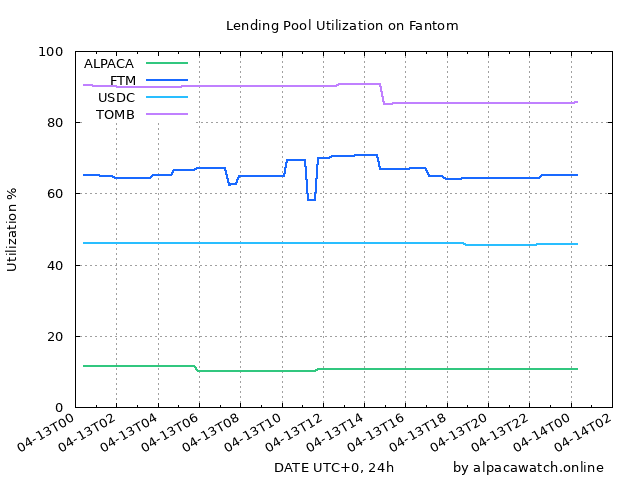 Lending Pool Utilization on Fantom
ALPACA
FTM
USDC
TOMB
Utilization %
100
80
60
40
20
0
04-13T00
04-13T02
04-13T04
04-13T06
04-13T08
04-13T10
04-13T12
04-13T14
04-13T16
04-13T18
04-13T20
04-13T22
04-14T00
04-14T02
DATE UTC+0, 24h
by alpacawatch.online